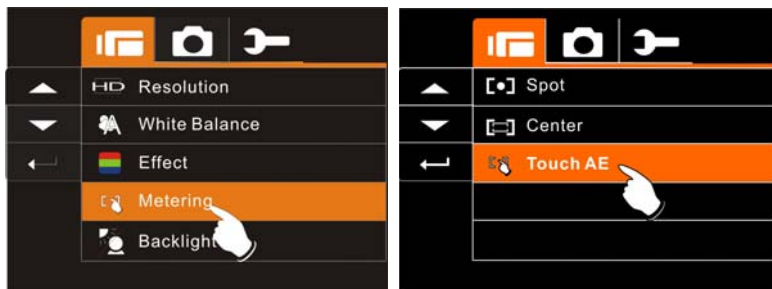 HD Resolution
White Balance
Effect
Metering
Backlight
Spot
Center
Touch AE